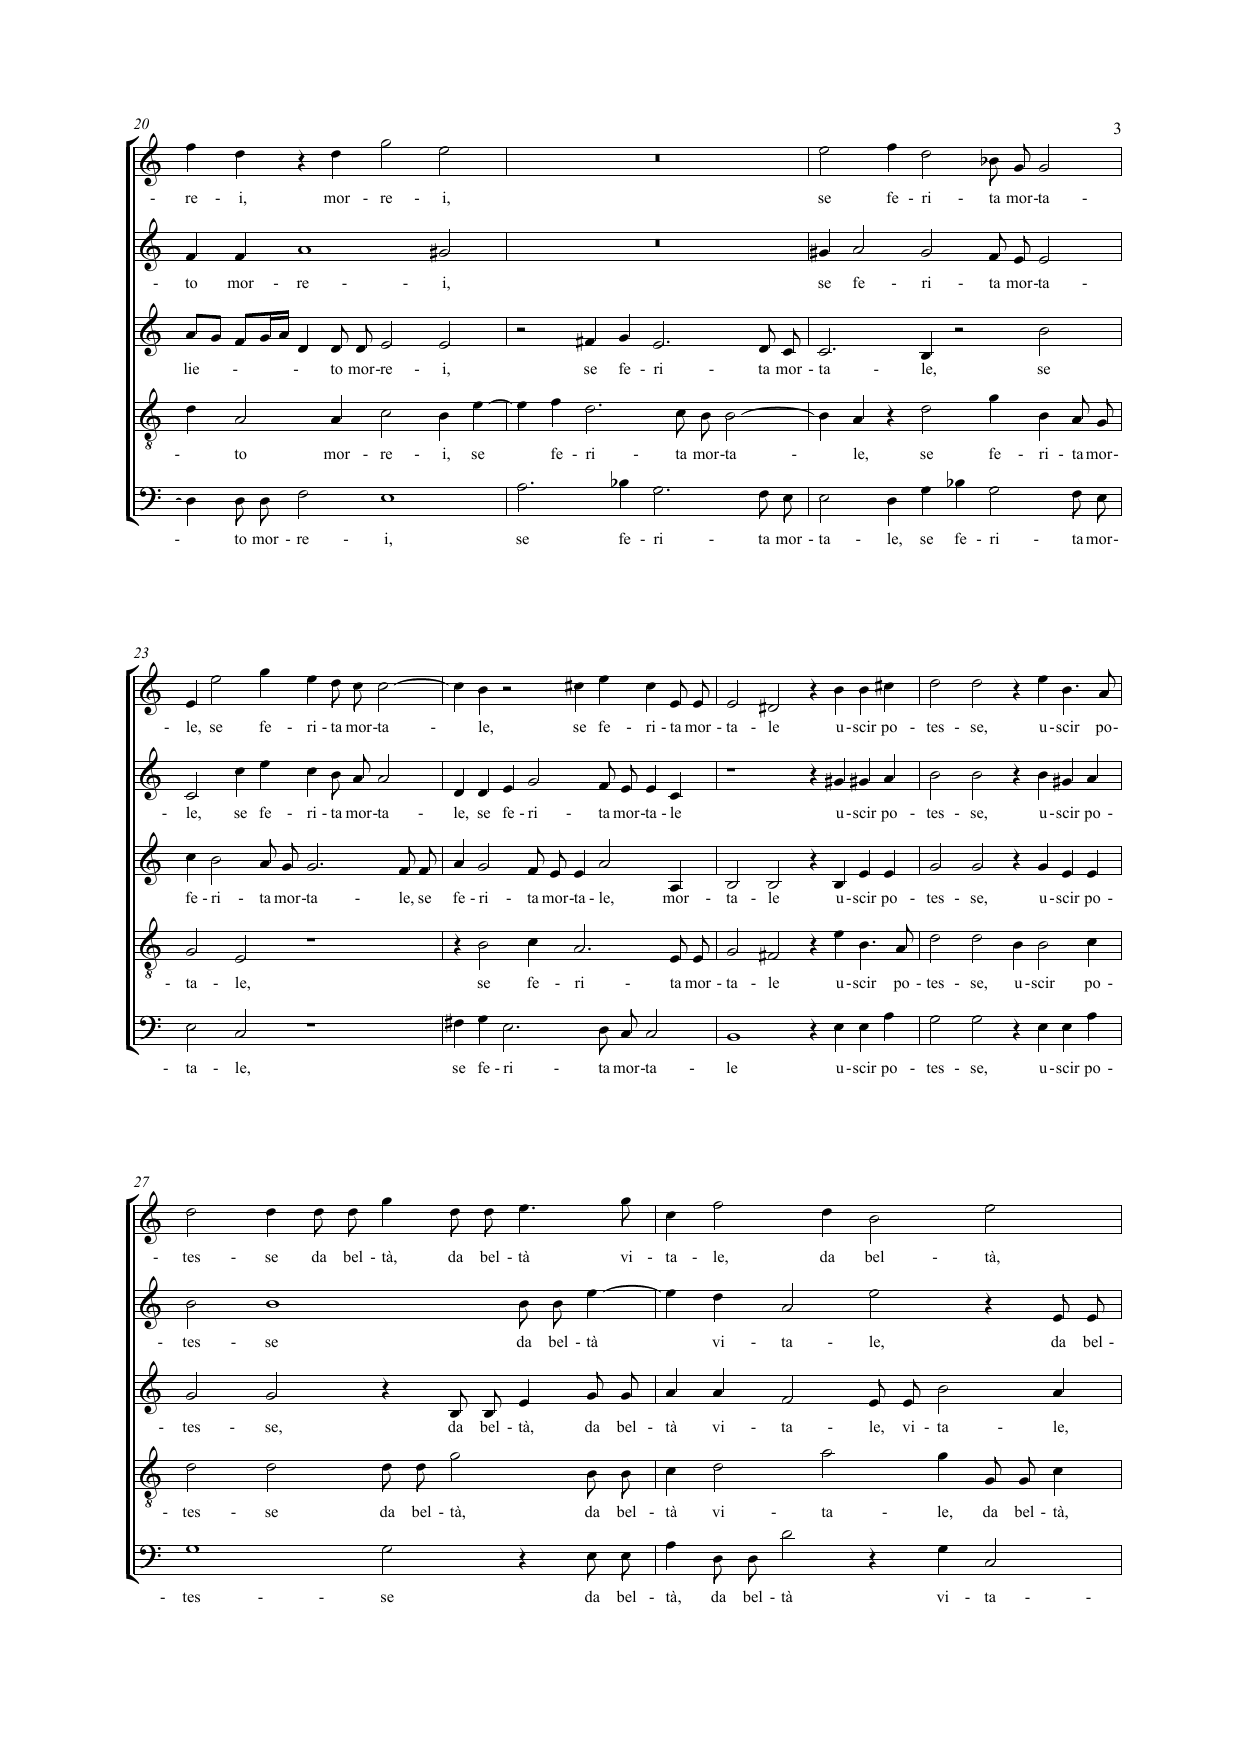 20
3
- re - i, mor - re - i, se fe - ri - ta mor-ta -
- to mor - re - - i, se fe - ri - ta mor-ta -
lie - - - to mor-re - i, se fe - ri - ta mor - ta - le, se
- to mor - re - i, se fe - ri - ta mor-ta - le, se fe - ri - ta mor-
- to mor - re - i, se fe - ri - ta mor - ta - le, se fe - ri - ta mor-
23
- le, se fe - ri - ta mor-ta - le, se fe - ri - ta mor - ta - le u-scir po - tes - se, u-scir po-
- le, se fe - ri - ta mor-ta - le, se fe - ri - ta mor-ta - le u-scir po - tes - se, u-scir po -
fe - ri - ta mor-ta - le, se fe - ri - ta mor-ta - le, mor - ta - le u-scir po - tes - se, u-scir po -
- ta - le, se fe - ri - ta mor - ta - le u-scir po - tes - se, u-scir po -
- ta - le, se fe - ri - ta mor-ta - le u-scir po - tes - se, u-scir po -
27
- tes - se da bel - tà, da bel - tà vi - ta - le, da bel - tà,
- tes - se da bel - tà vi - ta - le, da bel -
- tes - se, da bel - tà, da bel - tà vi - ta - le, vi - ta - le,
- tes - se da bel - tà, da bel - tà vi - ta - le, da bel - tà,
- tes - - se da bel - tà, da bel - tà vi - ta - -